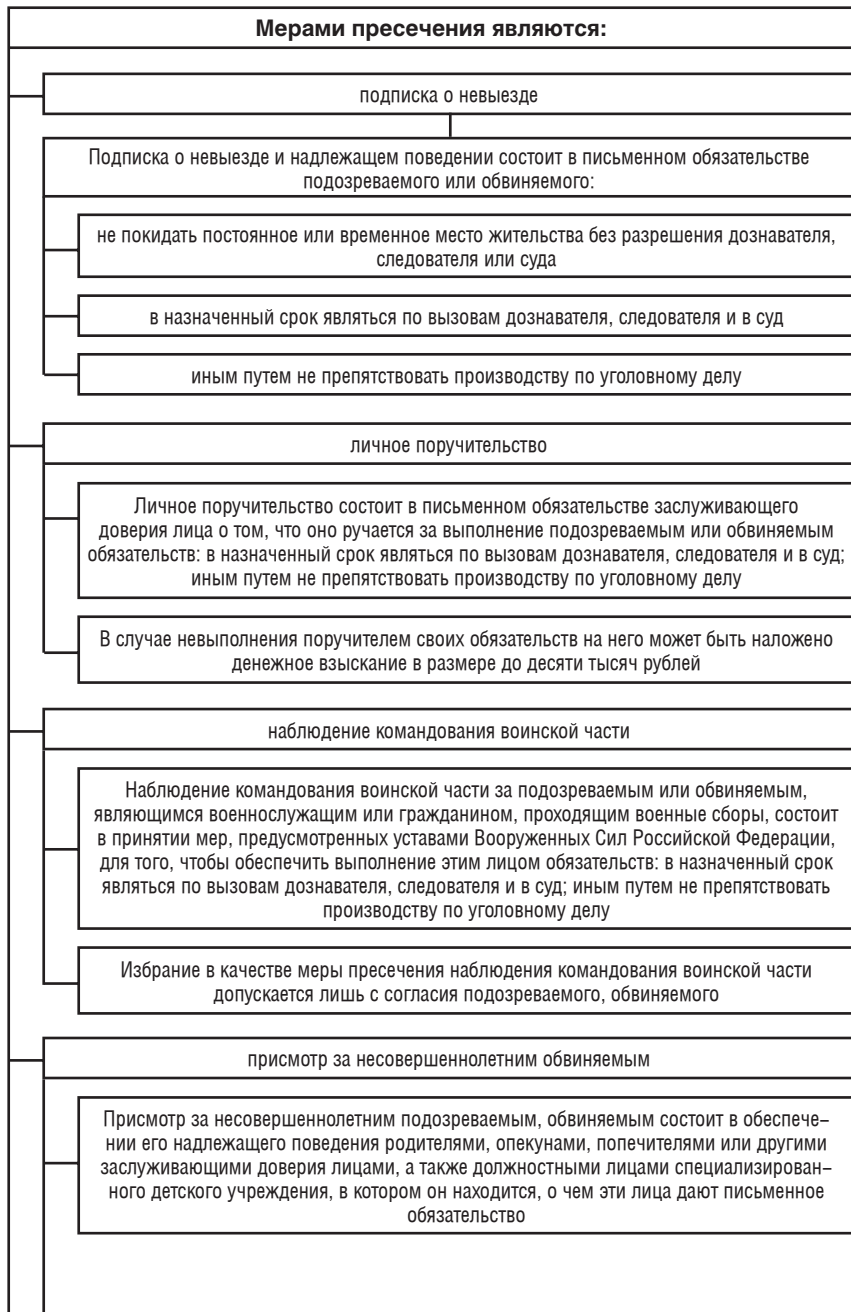 Мерами пресечения являются:
подписка о невыезде
Подписка о невыезде и надлежащем поведении состоит в письменном обязательстве
подозреваемого или обвиняемого:
не покидать постоянное или временное место жительства без разрешения дознавателя,
следователя или суда
в назначенный срок являться по вызовам дознавателя, следователя и в суд
иным путем не препятствовать производству по уголовному делу
личное поручительство
Личное поручительство состоит в письменном обязательстве заслуживающего
доверия лица о том, что оно ручается за выполнение подозреваемым или обвиняемым
обязательств: в назначенный срок являться по вызовам дознавателя, следователя и в суд;
иным путем не препятствовать производству по уголовному делу
В случае невыполнения поручителем своих обязательств на него может быть наложено
денежное взыскание в размере до десяти тысяч рублей
наблюдение командования воинской части
Наблюдение командования воинской части за подозреваемым или обвиняемым,
являющимся военнослужащим или гражданином, проходящим военные сборы, состоит
в принятии мер, предусмотренных уставами Вооруженных Сил Российской Федерации,
для того, чтобы обеспечить выполнение этим лицом обязательств: в назначенный срок
являться по вызовам дознавателя, следователя и в суд; иным путем не препятствовать
производству по уголовному делу
Избрание в качестве меры пресечения наблюдения командования воинской части
допускается лишь с согласия подозреваемого, обвиняемого
присмотр за несовершеннолетним обвиняемым
Присмотр за несовершеннолетним подозреваемым, обвиняемым состоит в обеспече-
нии его надлежащего поведения родителями, опекунами, попечителями или другими
заслуживающими доверия лицами, а также должностными лицами специализирован-
ного детского учреждения, в котором он находится, о чем эти лица дают письменное
обязательство